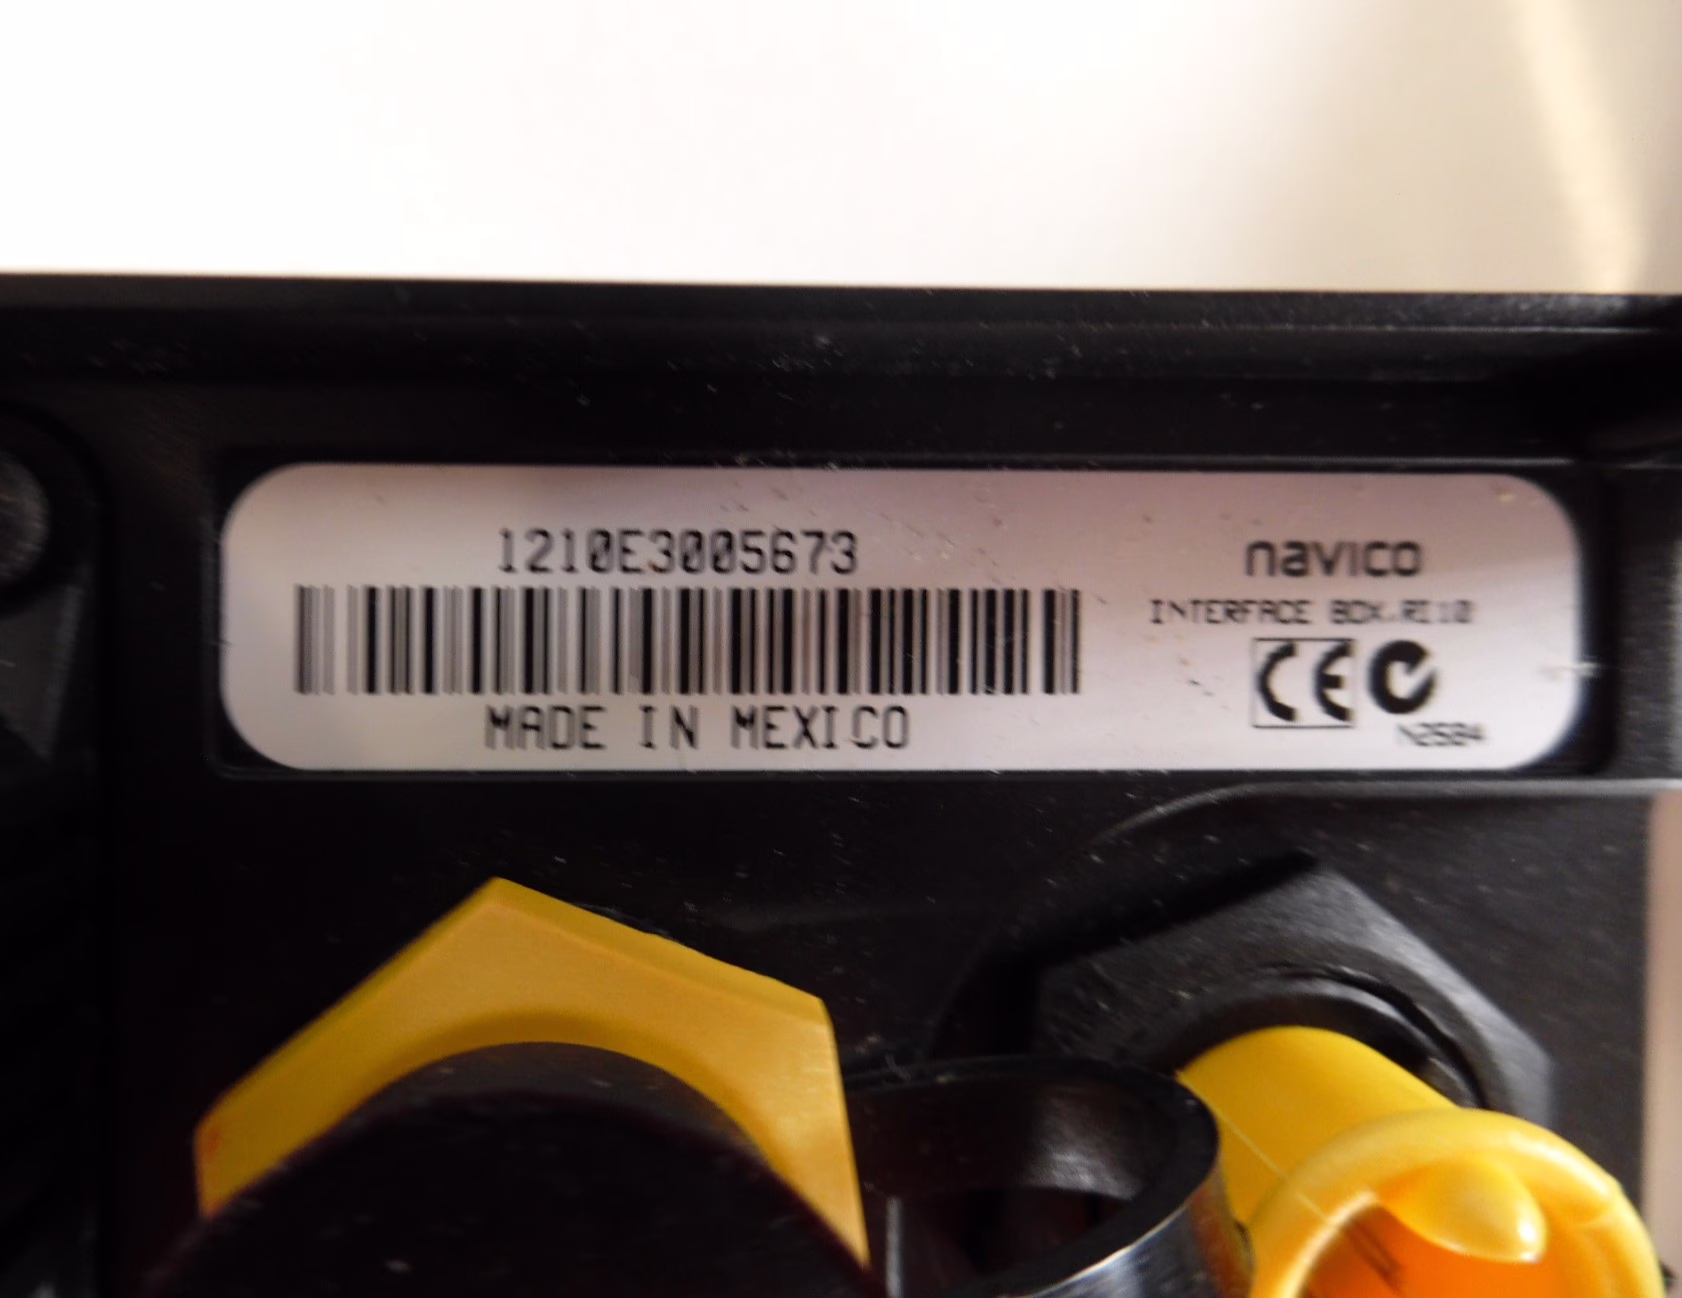 1210E3005673
MADE IN MEXICO
navico
INTERFACE BOX.RI10
CE
N2584